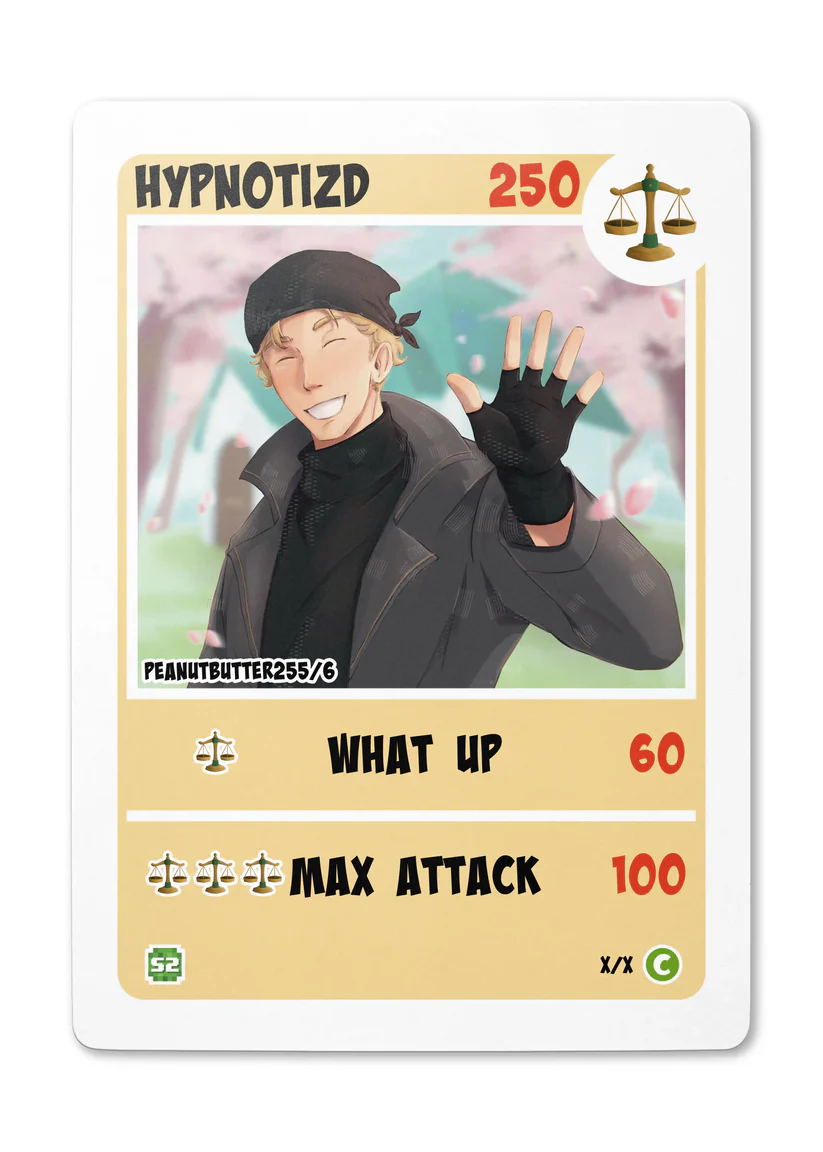 HYPNOTIZD 250
PEANUTBUTTER255/6
WHAT UP 60
MAX ATTACK 100
S2 X/X C